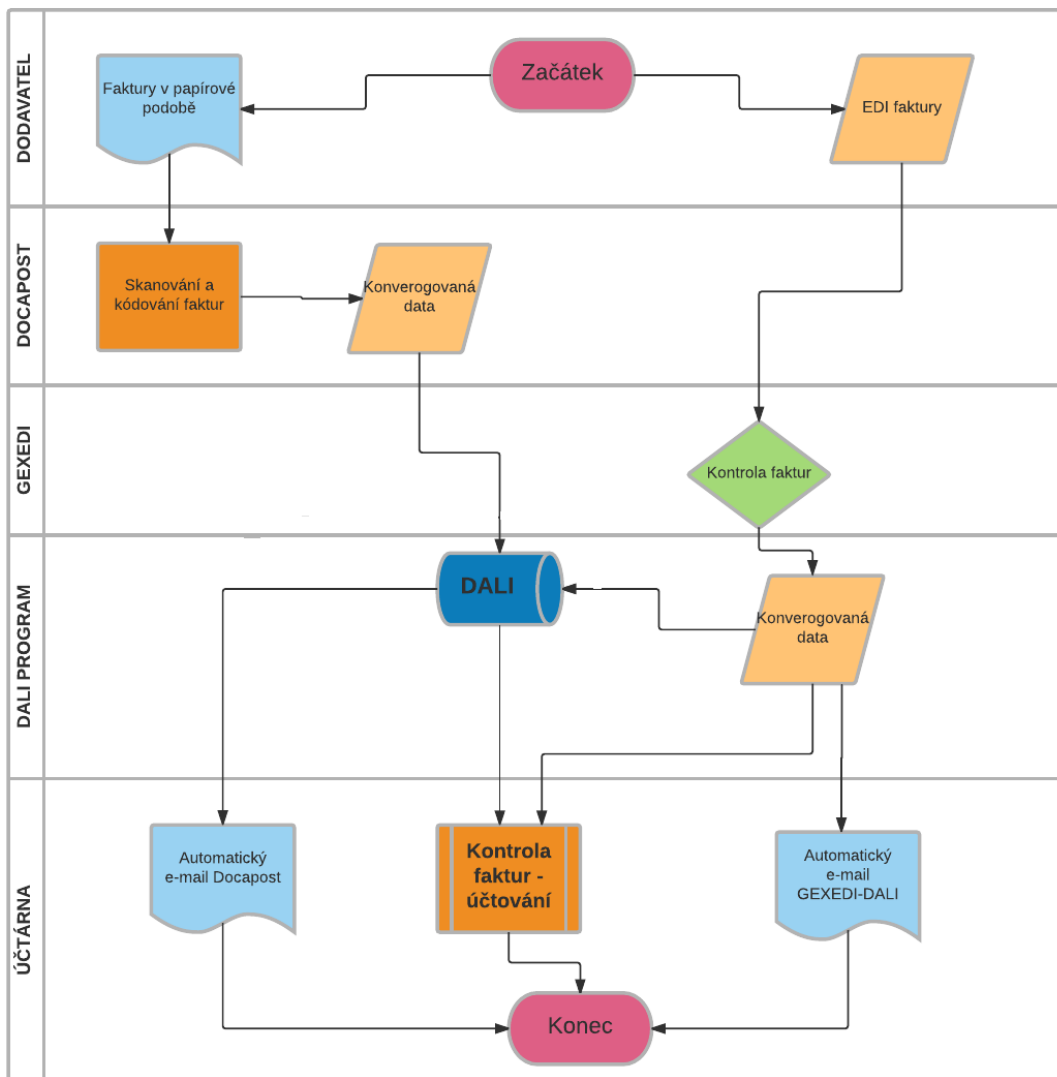 DODAVATEL
Začátek
Faktury v papírové
podobě
EDI faktury
DOCAPOST
Skanování a
kódování faktur
Konverogovaná
data
GEXEDI
Kontrola faktur
DALI PROGRAM
DALI
Konverogovaná
data
ÚČTÁRNA
Automatický
e-mail Docapost
Kontrola
faktur -
účtování
Automatický
e-mail
GEXEDI-DALI
Konec